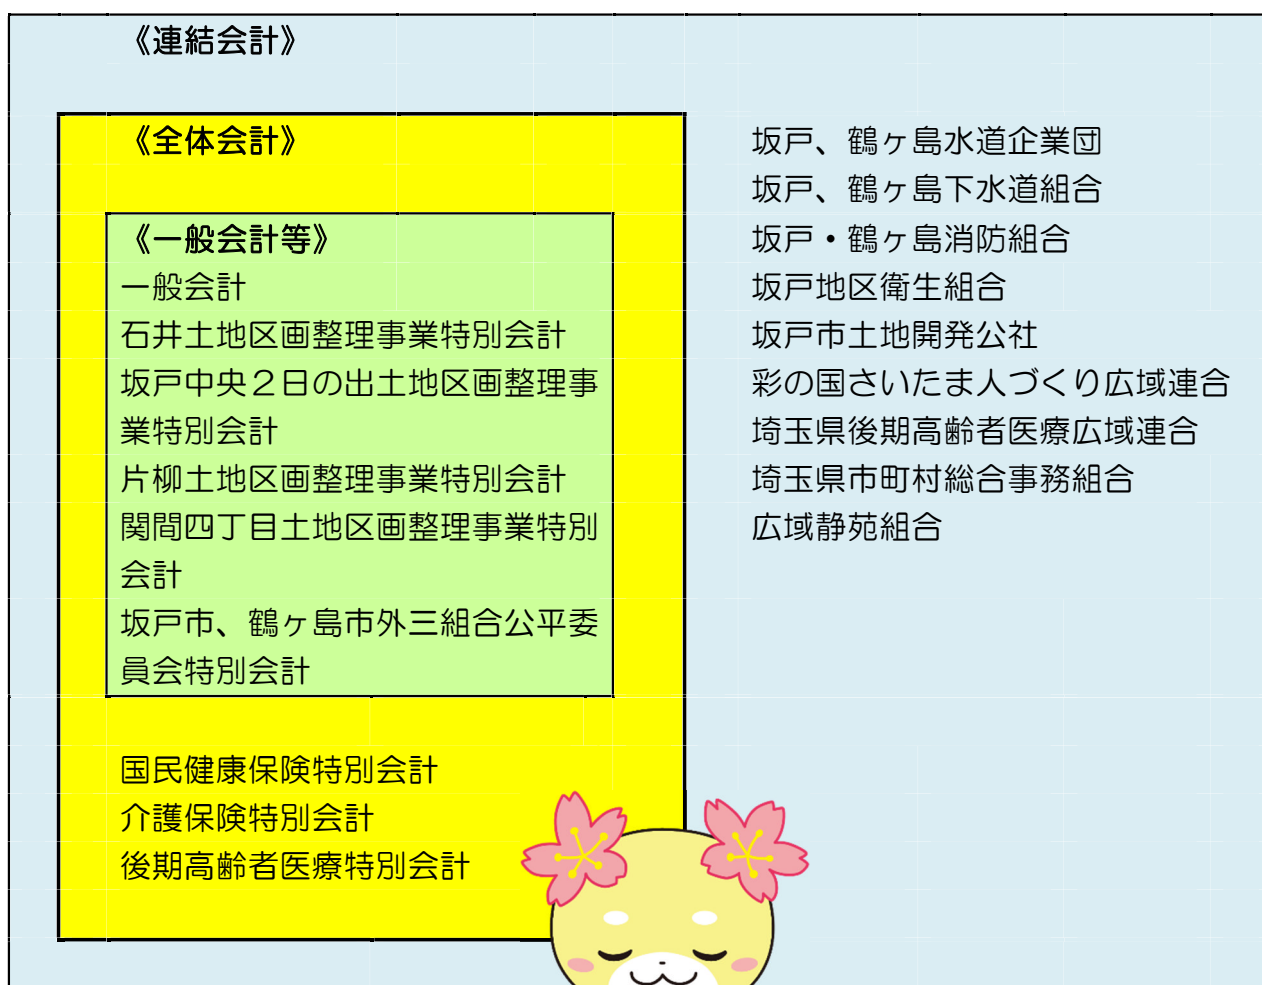 《連結会計》
《全体会計》
《一般会計等》
一般会計
石井土地区画整理事業特別会計
坂戸中央２日の出土地区画整理事
業特別会計
片柳土地区画整理事業特別会計
関間四丁目土地区画整理事業特別
会計
坂戸市、鶴ヶ島市外三組合公平委
員会特別会計
国民健康保険特別会計
介護保険特別会計
後期高齢者医療特別会計
坂戸、鶴ヶ島水道企業団
坂戸、鶴ヶ島下水道組合
坂戸・鶴ヶ島消防組合
坂戸地区衛生組合
坂戸市土地開発公社
彩の国さいたま人づくり広域連合
埼玉県後期高齢者医療広域連合
埼玉県市町村総合事務組合
広域静苑組合